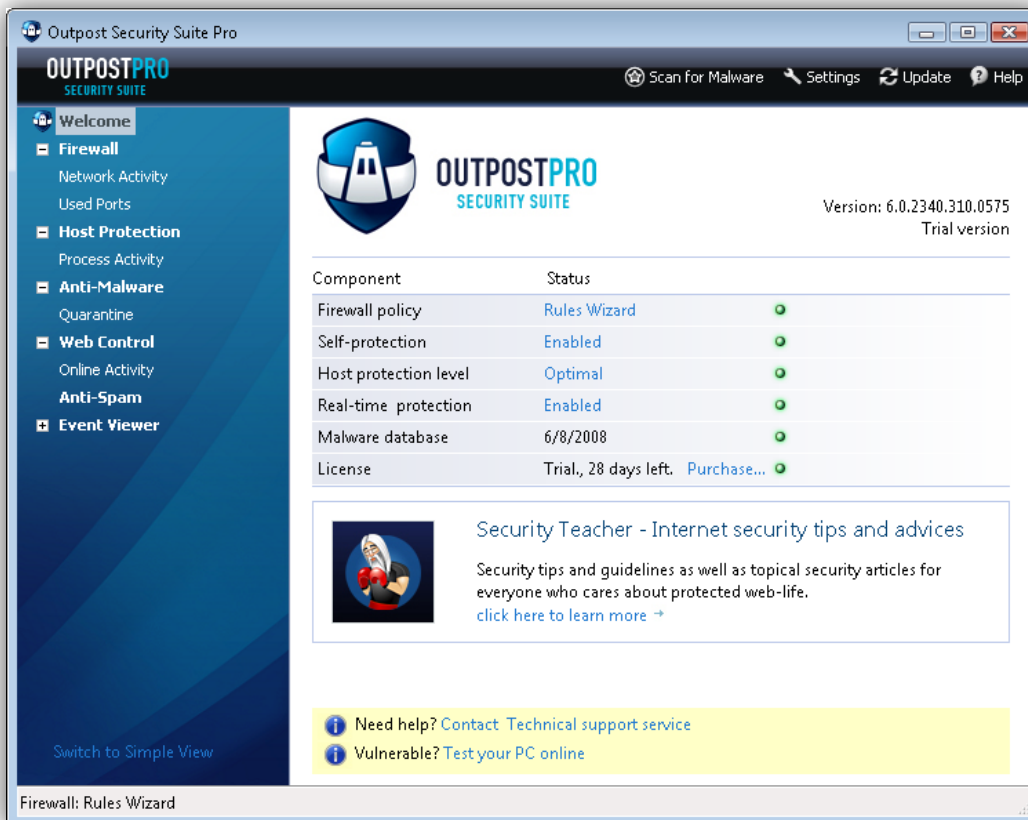 Outpost Security Suite Pro
OUTPOSTPRO
SECURITY SUITE
Scan for Malware Settings Update Help
Welcome
Firewall
Network Activity
Used Ports
Host Protection
Process Activity
Anti-Malware
Quarantine
Web Control
Online Activity
Anti-Spam
Event Viewer
Switch to Simple View
OUTPOSTPRO
SECURITY SUITE
Version: 6.0.2340.310.0575
Trial version
Component Status
Firewall policy Rules Wizard
Self-protection Enabled
Host protection level Optimal
Real-time protection Enabled
Malware database 6/8/2008
License Trial., 28 days left. Purchase...
Security Teacher - Internet security tips and advices
Security tips and guidelines as well as topical security articles for
everyone who cares about protected web-life.
click here to learn more →
Need help? Contact Technical support service
Vulnerable? Test your PC online
Firewall: Rules Wizard